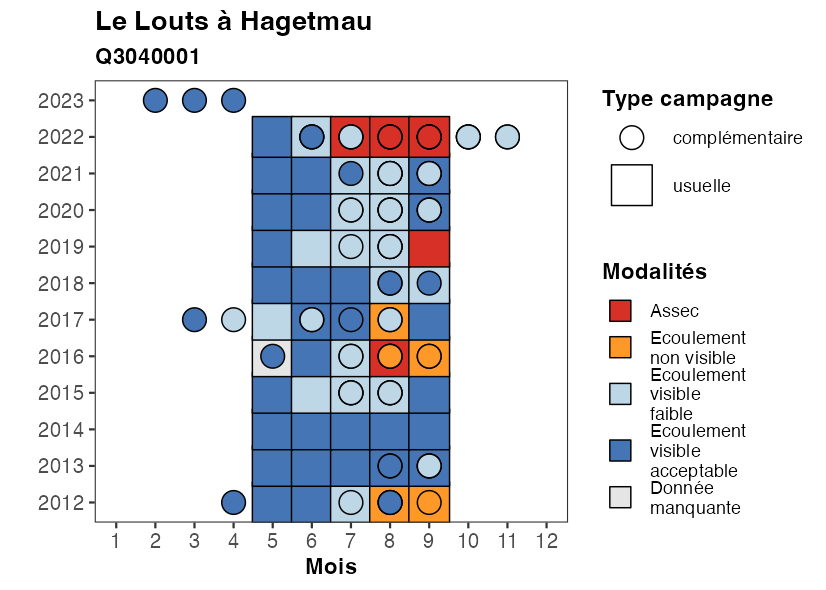 Le Louts à Hagetmau
Q3040001
2023
2022
2021
2020
2019
2018
2017
2016
2015
2014
2013
2012
1 2 3 4 5 6 7 8 9 10 11 12
Mois
Type campagne
complémentaire
usuelle
Modalités
Assec
Ecoulement
non visible
Ecoulement
visible
faible
Ecoulement
visible
acceptable
Donnée
manquante